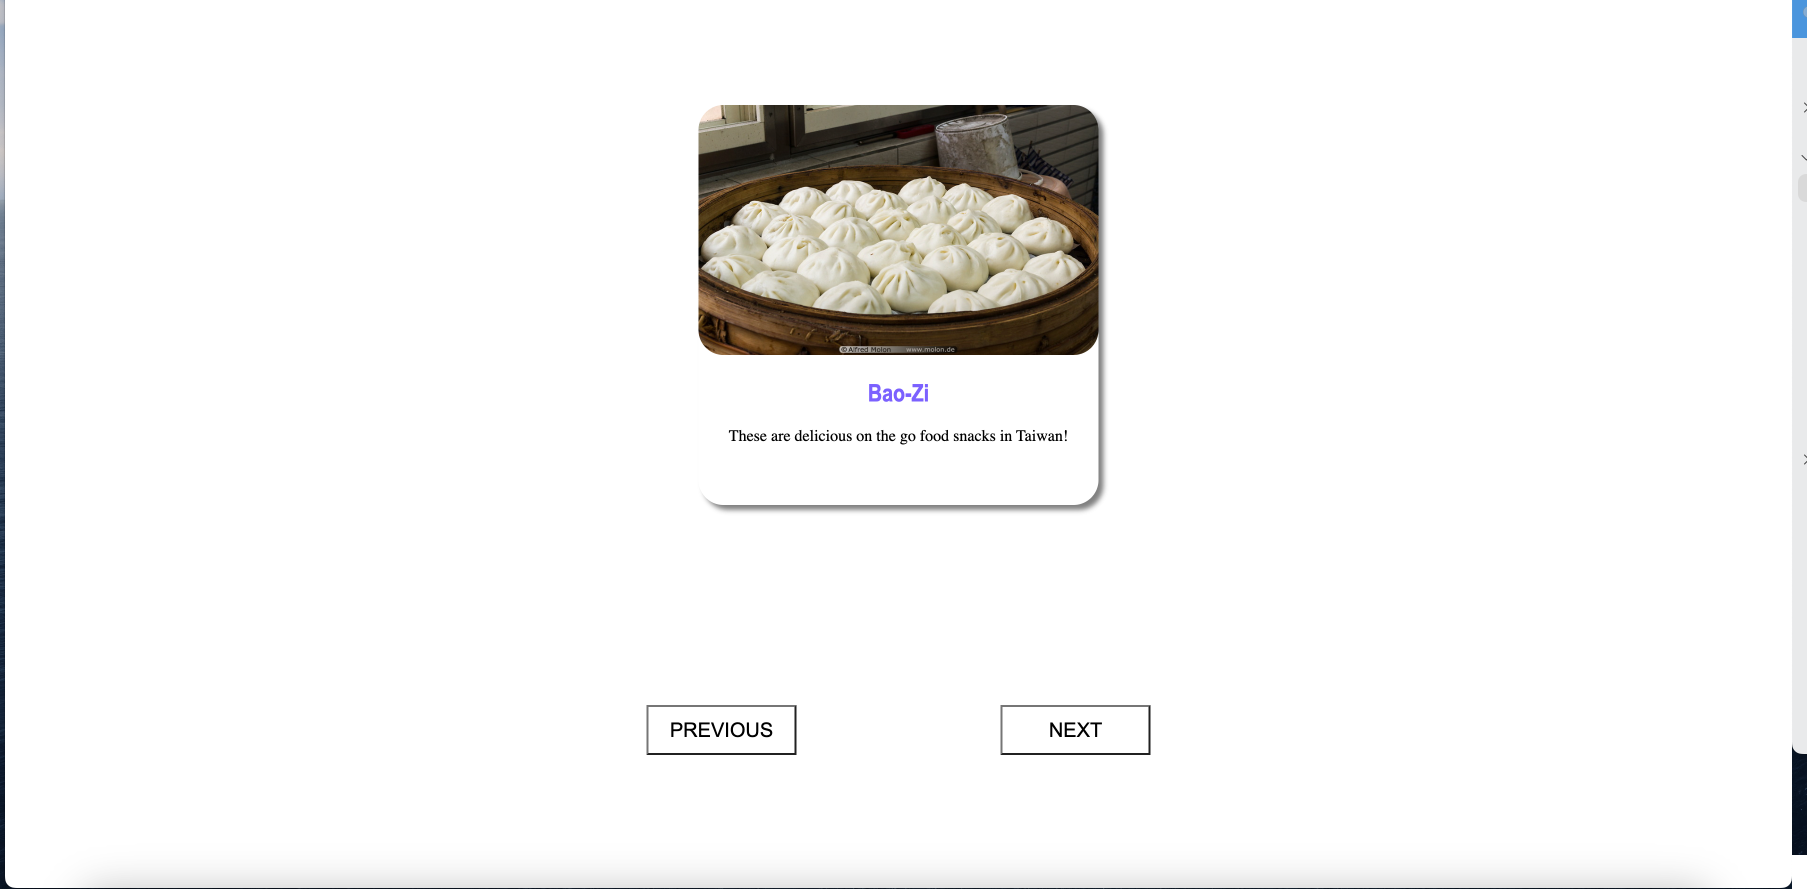 © Alfred Molon www.molon.de
Bao-Zi
These are delicious on the go food snacks in Taiwan!
PREVIOUS
NEXT